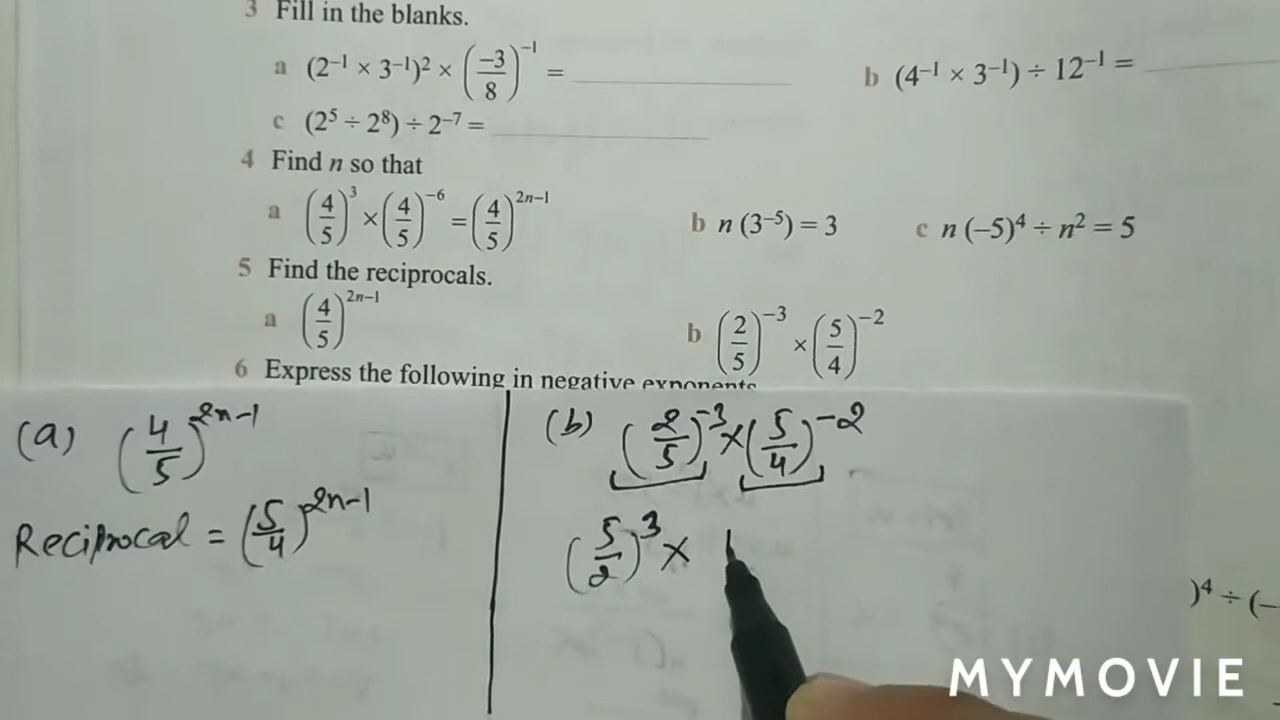 3 Fill in the blanks.
a (2⁻¹ × 3⁻¹)² × (-3/8)⁻¹ = ____________
b (4⁻¹ × 3⁻¹) ÷ 12⁻¹ = ____________
c (2⁵ ÷ 2⁸) ÷ 2⁻⁷ = ____________
4 Find n so that
a (4/5)³ × (4/5)⁻⁶ = (4/5)²ⁿ⁻¹
b n (3⁻⁵) = 3
c n (–5)⁴ ÷ n² = 5
5 Find the reciprocals.
a (4/5)²ⁿ⁻¹
b (2/5)⁻³ × (5/4)⁻²
6 Express the following in negative exponents
(a) (4/5)²ⁿ⁻¹
Reciprocal = (5/4)²ⁿ⁻¹
(b) (2/5)⁻³ × (5/4)⁻²
(5/2)³ ×
)⁴ ÷ (–
MYMOVIE